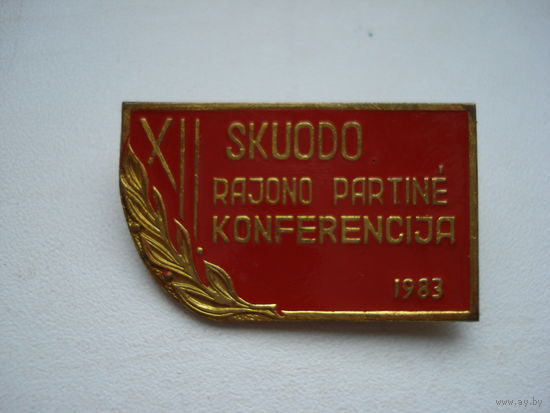 XII SKUODO
RAJONO PARTINĖ
KONFERENCIJA
1983
www.ay.by